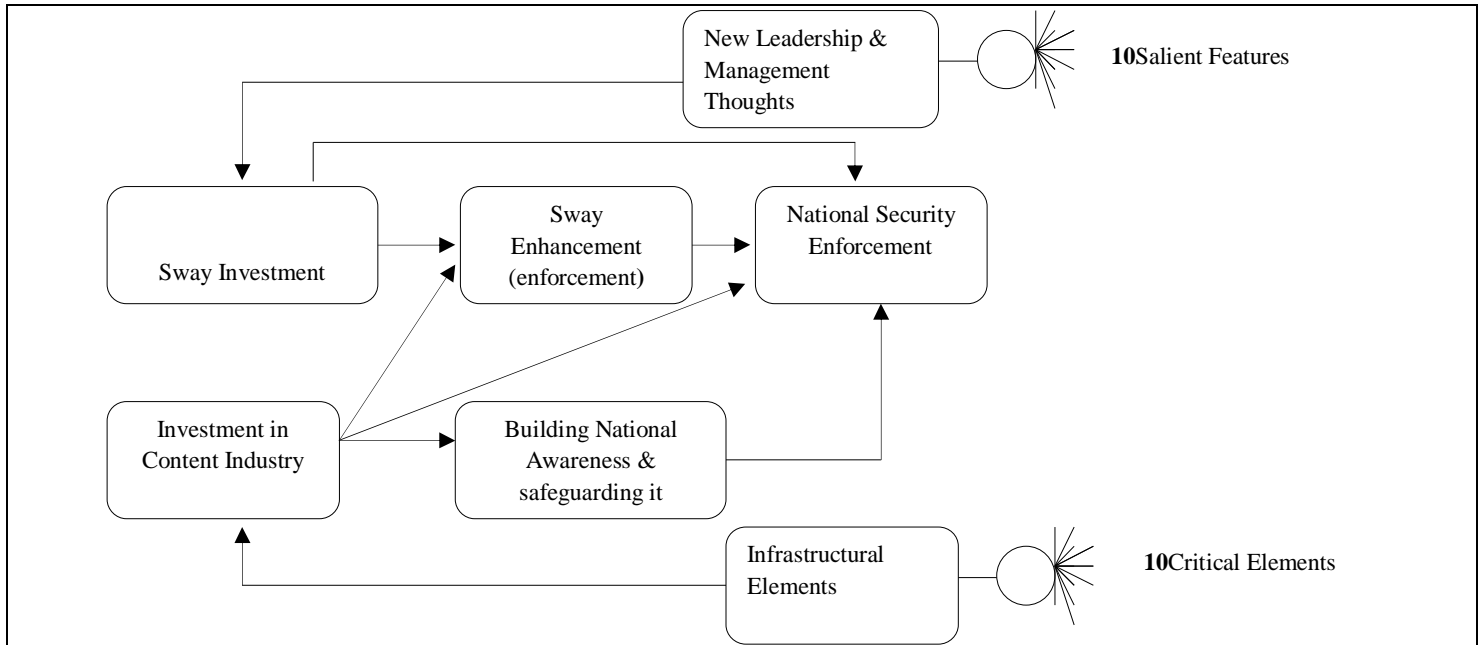 New Leadership &
Management
Thoughts
10Salient Features
Sway Investment
Sway
Enhancement
(enforcement)
National Security
Enforcement
Investment in
Content Industry
Building National
Awareness &
safeguarding it
Infrastructural
Elements
10Critical Elements